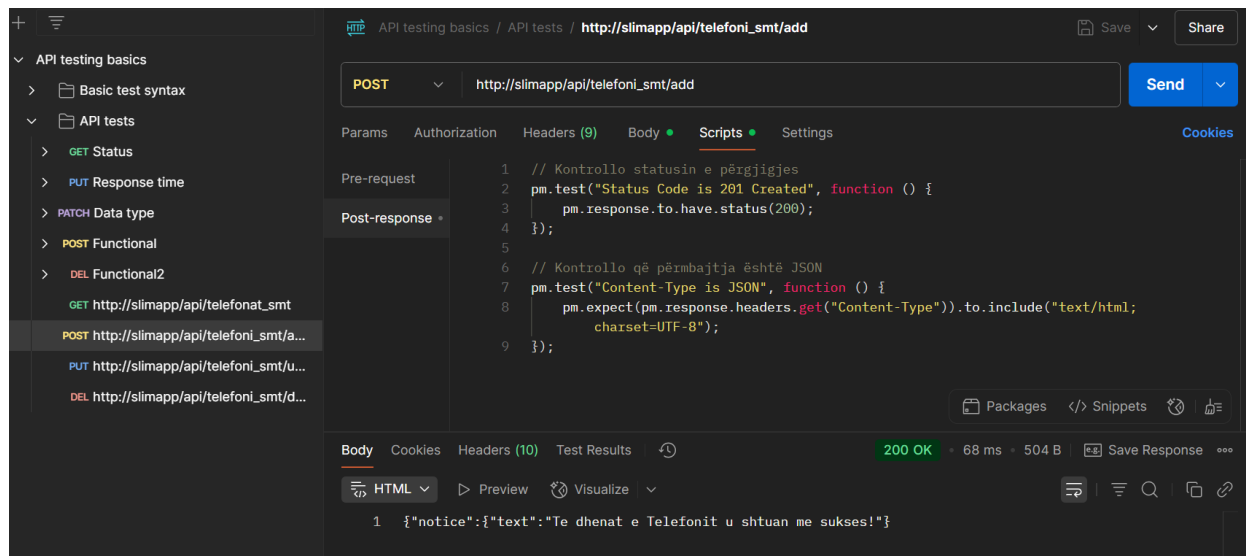 API testing basics / API tests / http://slimapp/api/telefoni_smt/add
Save
Share
API testing basics
Basic test syntax
API tests
GET Status
PUT Response time
PATCH Data type
POST Functional
DEL Functional2
GET http://slimapp/api/telefonat_smt
POST http://slimapp/api/telefoni_smt/a...
PUT http://slimapp/api/telefoni_smt/u...
DEL http://slimapp/api/telefoni_smt/d...
POST
http://slimapp/api/telefoni_smt/add
Send
Params Authorization Headers (9) Body Scripts Settings
Cookies
Pre-request
Post-response
1 // Kontrollo statusin e përgjigjes
2 pm.test("Status Code is 201 Created", function () {
3 pm.response.to.have.status(200);
4 });
5
6 // Kontrollo që përmbajtja është JSON
7 pm.test("Content-Type is JSON", function () {
8 pm.expect(pm.response.headers.get("Content-Type")).to.include("text/html;
charset=UTF-8");
9 });
Packages </> Snippets
Body Cookies Headers (10) Test Results
200 OK • 68 ms • 504 B e.g. Save Response
HTML Preview Visualize
1 {"notice":{"text":"Te dhenat e Telefonit u shtuan me sukses!"}